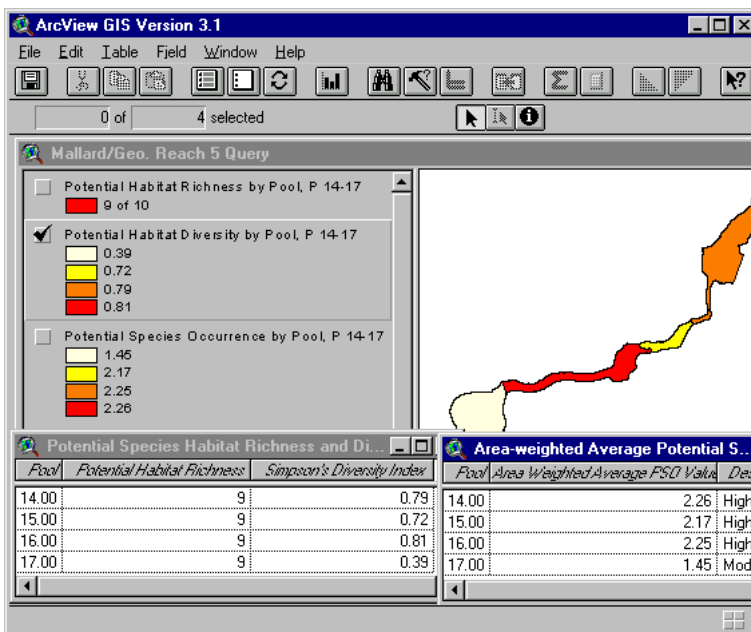 ArcView GIS Version 3.1
File Edit Table Field Window Help
0 of 4 selected
Mallard/Geo. Reach 5 Query
Potential Habitat Richness by Pool, P 14-17
9 of 10
Potential Habitat Diversity by Pool, P 14-17
0.39
0.72
0.79
0.81
Potential Species Occurrence by Pool, P 14-17
1.45
2.17
2.25
2.26
Potential Species Habitat Richness and Di...
Pool Potential Habitat Richness Simpson's Diversity Index
14.00 9 0.79
15.00 9 0.72
16.00 9 0.81
17.00 9 0.39
Area-weighted Average Potential S...
Pool Area Weighted Average PSO Value Des
14.00 2.26 High
15.00 2.17 High
16.00 2.25 High
17.00 1.45 Mod